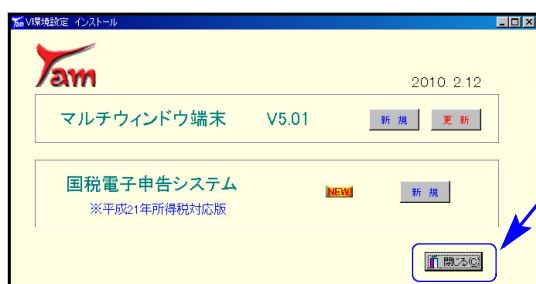 Yam V環境設定 インストール
Yam
2010. 2.12
マルチウィンドウ端末 V5.01 新 規 更 新
国税電子申告システム NEW! 新 規
※平成21年所得税対応版
閉じる(C)